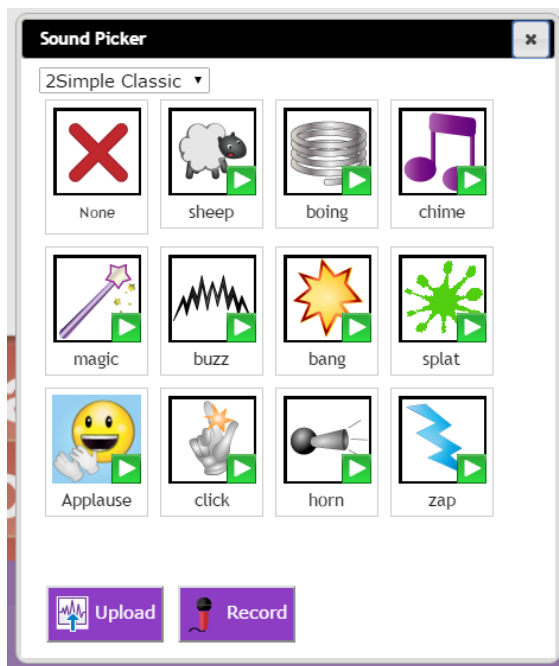 Sound Picker
2Simple Classic
None
sheep
boing
chime
magic
buzz
bang
splat
Applause
click
horn
zap
Upload
Record